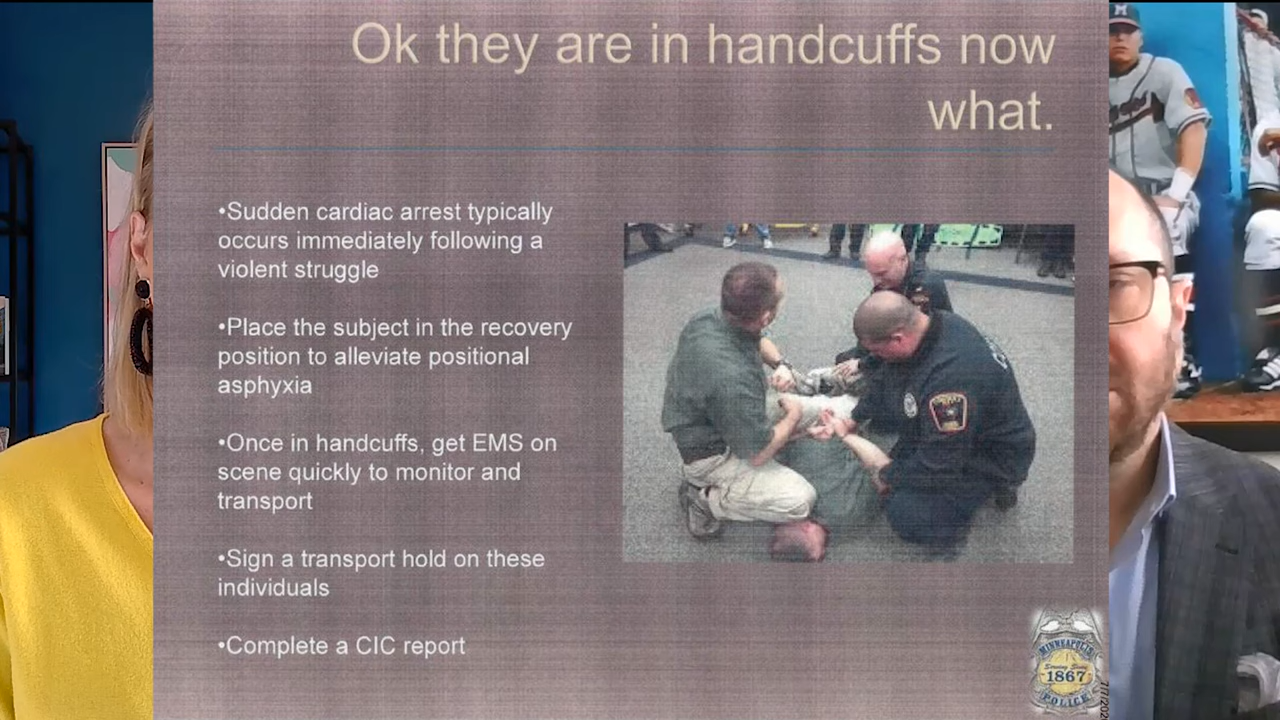 Ok they are in handcuffs now
what.
•Sudden cardiac arrest typically
occurs immediately following a
violent struggle
•Place the subject in the recovery
position to alleviate positional
asphyxia
•Once in handcuffs, get EMS on
scene quickly to monitor and
transport
•Sign a transport hold on these
individuals
•Complete a CIC report
MINNEAPOLIS
1867
POLICE
M